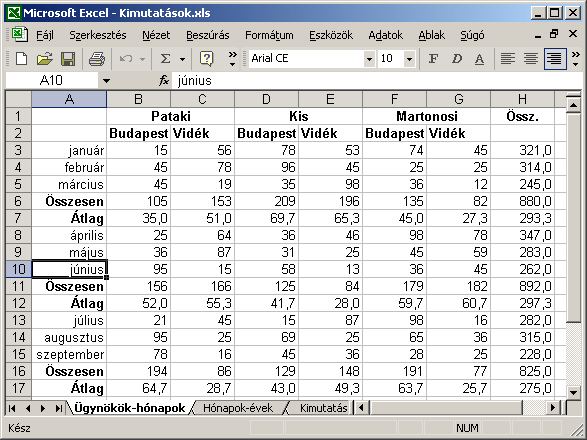 Microsoft Excel - Kimutatások.xls
Fájl Szerkesztés Nézet Beszúrás Formátum Eszközök Adatok Ablak Súgó
Σ ? Arial CE 10
A10 fx június
A B C D E F G H
1 Pataki Kis Martonosi Össz.
2 Budapest Vidék Budapest Vidék Budapest Vidék
3 január 15 56 78 53 74 45 321,0
4 február 45 78 96 45 25 25 314,0
5 március 45 19 35 98 36 12 245,0
6 Összesen 105 153 209 196 135 82 880,0
7 Átlag 35,0 51,0 69,7 65,3 45,0 27,3 293,3
8 április 25 64 36 46 98 78 347,0
9 május 36 87 31 25 45 59 283,0
10 június 95 15 58 13 36 45 262,0
11 Összesen 156 166 125 84 179 182 892,0
12 Átlag 52,0 55,3 41,7 28,0 59,7 60,7 297,3
13 július 21 45 15 87 98 16 282,0
14 augusztus 95 25 69 25 65 36 315,0
15 szeptember 78 16 45 36 28 25 228,0
16 Összesen 194 86 129 148 191 77 825,0
17 Átlag 64,7 28,7 43,0 49,3 63,7 25,7 275,0
Ügynökök-hónapok Hónapok-évek Kimutatás
Kész NUM